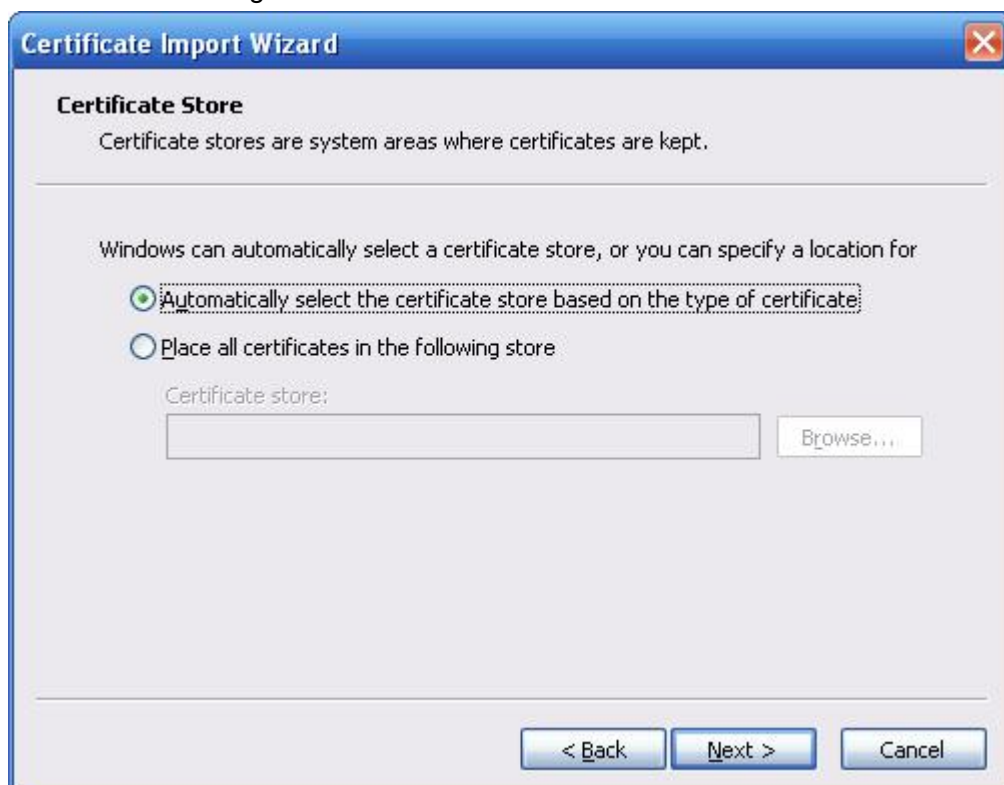 Certificate Import Wizard
Certificate Store
Certificate stores are system areas where certificates are kept.
Windows can automatically select a certificate store, or you can specify a location for
Automatically select the certificate store based on the type of certificate
Place all certificates in the following store
Certificate store:
Browse...
< Back
Next >
Cancel